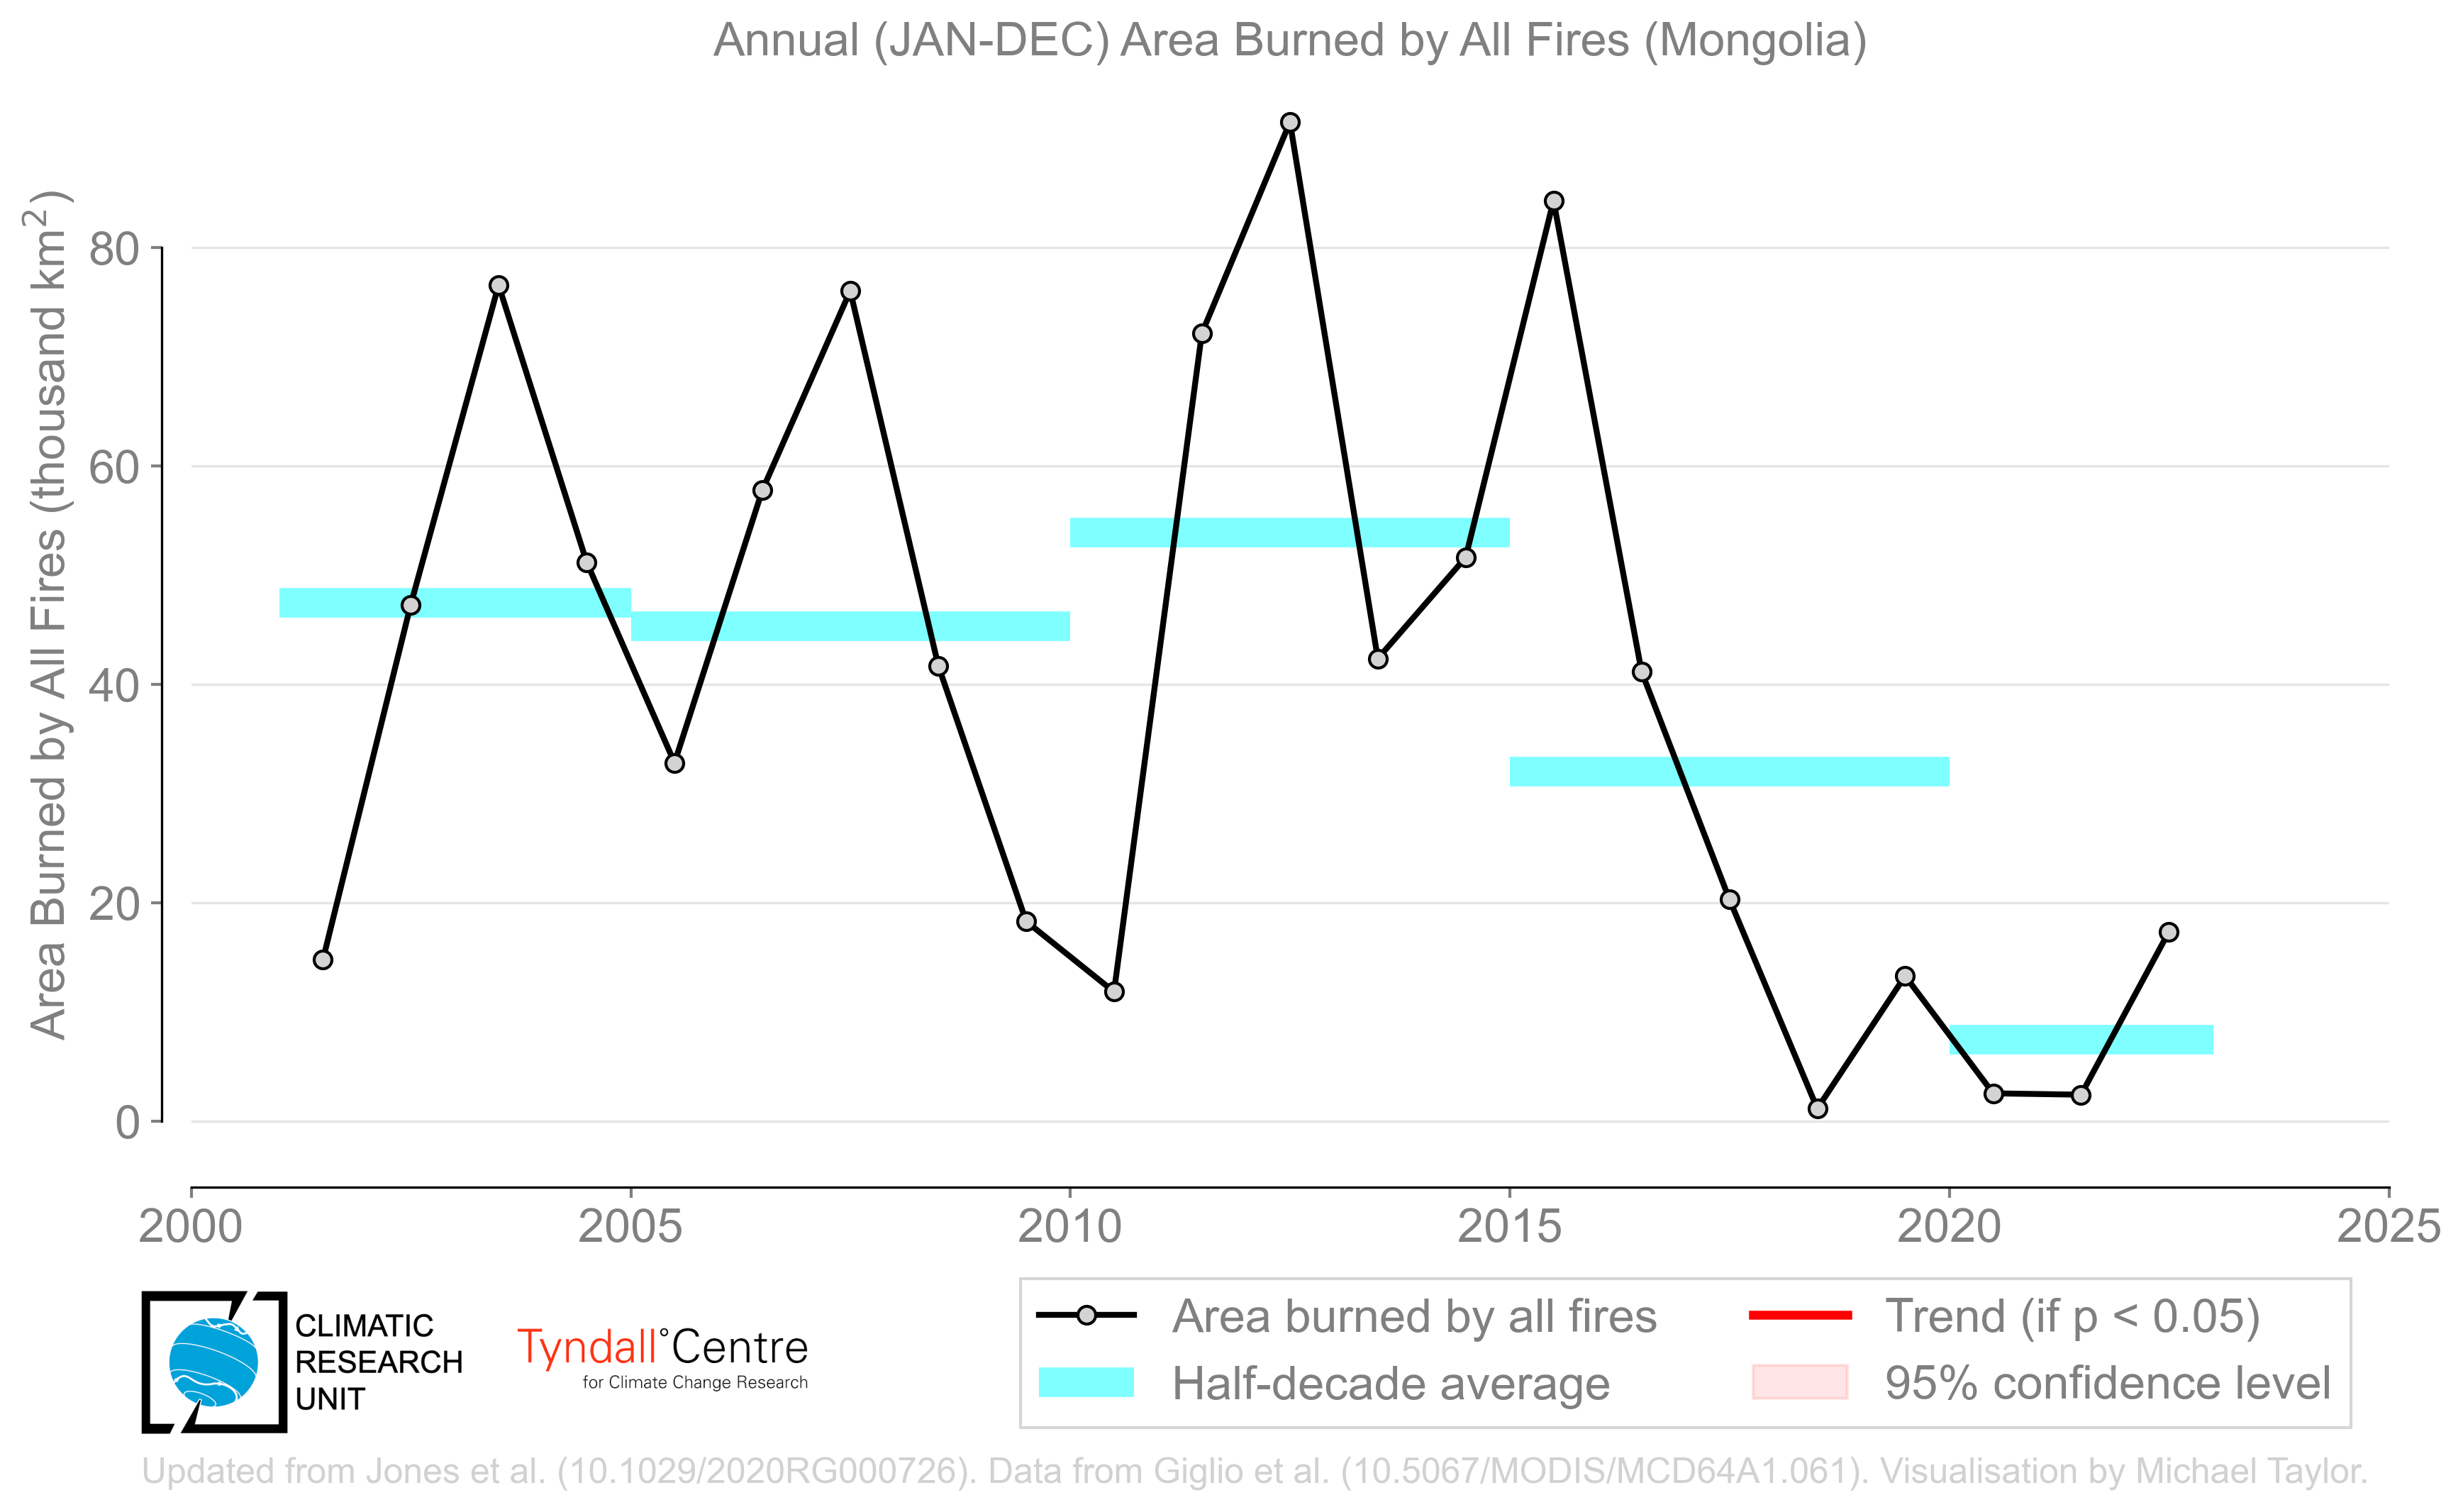 Annual (JAN-DEC) Area Burned by All Fires (Mongolia)
Area Burned by All Fires (thousand km²)
80
60
40
20
0
2000 2005 2010 2015 2020 2025
CLIMATIC
RESEARCH
UNIT
Tyndall°Centre
for Climate Change Research
Area burned by all fires
Half-decade average
Trend (if p < 0.05)
95% confidence level
Updated from Jones et al. (10.1029/2020RG000726). Data from Giglio et al. (10.5067/MODIS/MCD64A1.061). Visualisation by Michael Taylor.